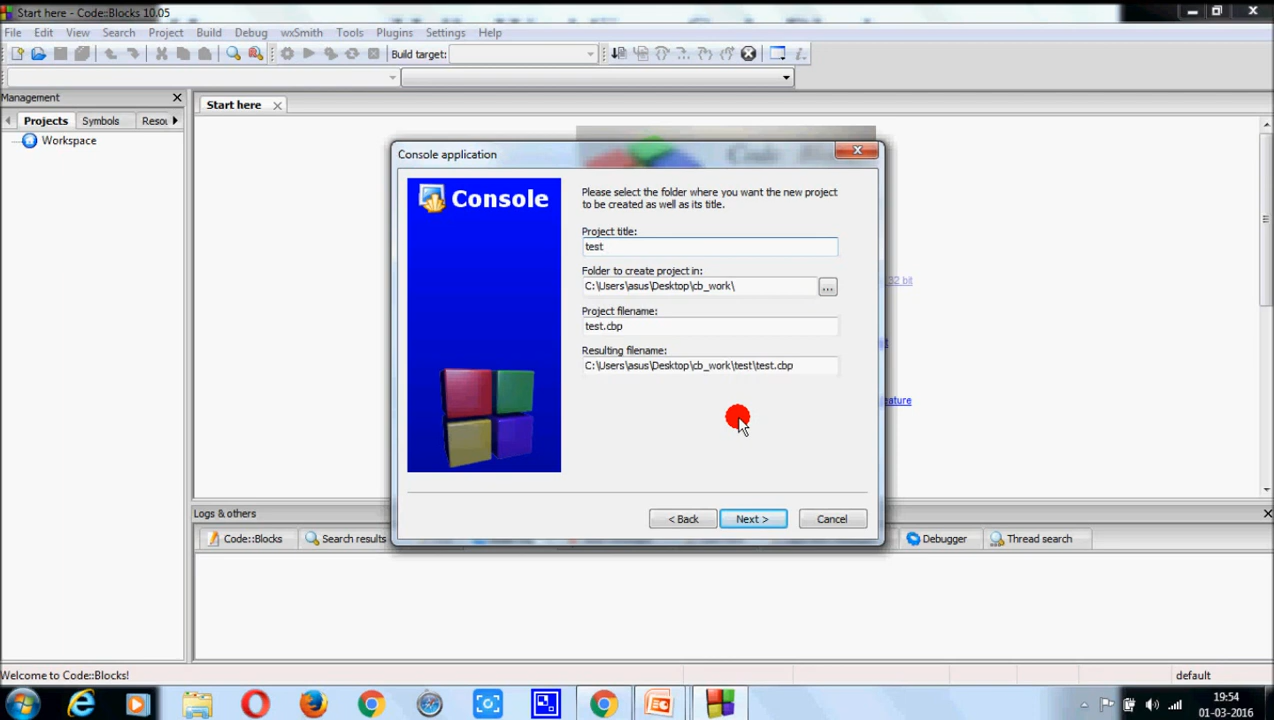 Start here - Code::Blocks 10.05
File Edit View Search Project Build Debug wxSmith Tools Plugins Settings Help
Build target:
Management
Start here
Projects Symbols Resou
Workspace
Console application
Console
Please select the folder where you want the new project
to be created as well as its title.
Project title:
test
Folder to create project in:
C:\Users\asus\Desktop\cb_work\
...
Project filename:
test.cbp
Resulting filename:
C:\Users\asus\Desktop\cb_work\test\test.cbp
32 bit
eature
< Back Next > Cancel
Logs & others
Code::Blocks Search results Debugger Thread search
Welcome to Code::Blocks! default
19:54
01-03-2016